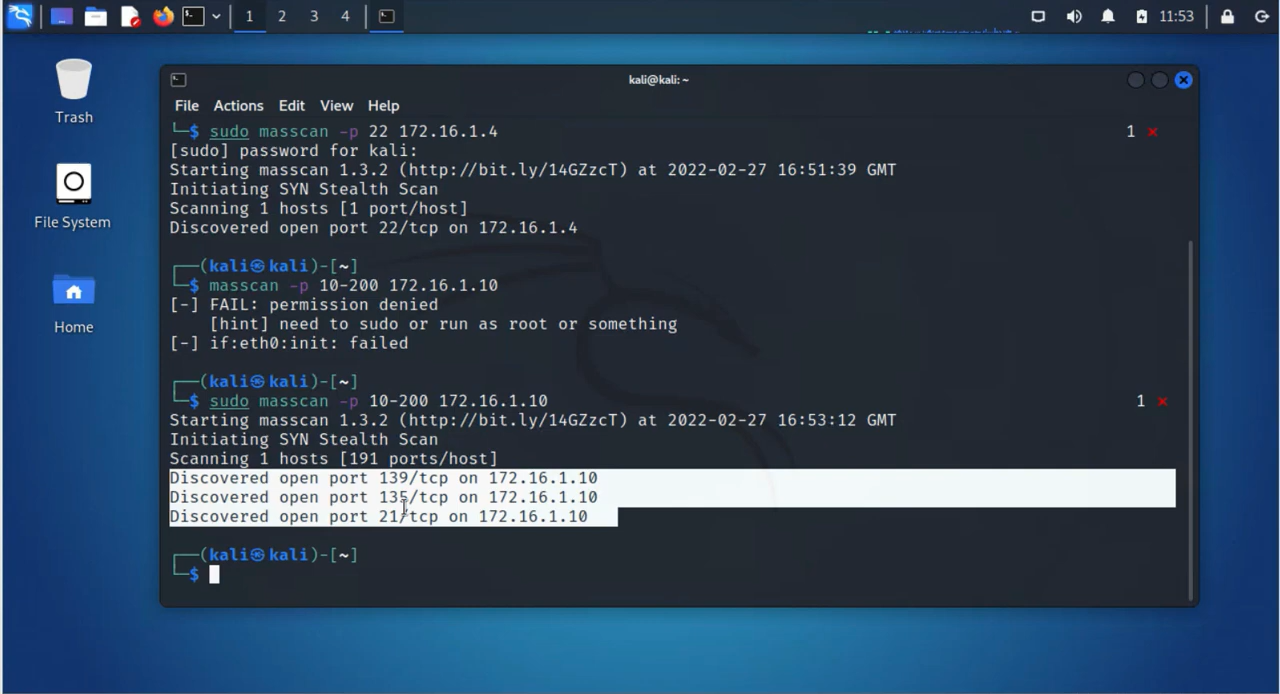 1 2 3 4 11:53
Trash
File System
Home
kali@kali: ~
File Actions Edit View Help
└─$ sudo masscan -p 22 172.16.1.4 1 ✗
[sudo] password for kali:
Starting masscan 1.3.2 (http://bit.ly/14GZzcT) at 2022-02-27 16:51:39 GMT
Initiating SYN Stealth Scan
Scanning 1 hosts [1 port/host]
Discovered open port 22/tcp on 172.16.1.4
┌──(kali㉿kali)-[~]
└─$ masscan -p 10-200 172.16.1.10
[-] FAIL: permission denied
[hint] need to sudo or run as root or something
[-] if:eth0:init: failed
┌──(kali㉿kali)-[~]
└─$ sudo masscan -p 10-200 172.16.1.10 1 ✗
Starting masscan 1.3.2 (http://bit.ly/14GZzcT) at 2022-02-27 16:53:12 GMT
Initiating SYN Stealth Scan
Scanning 1 hosts [191 ports/host]
Discovered open port 139/tcp on 172.16.1.10
Discovered open port 135/tcp on 172.16.1.10
Discovered open port 21/tcp on 172.16.1.10
┌──(kali㉿kali)-[~]
└─$